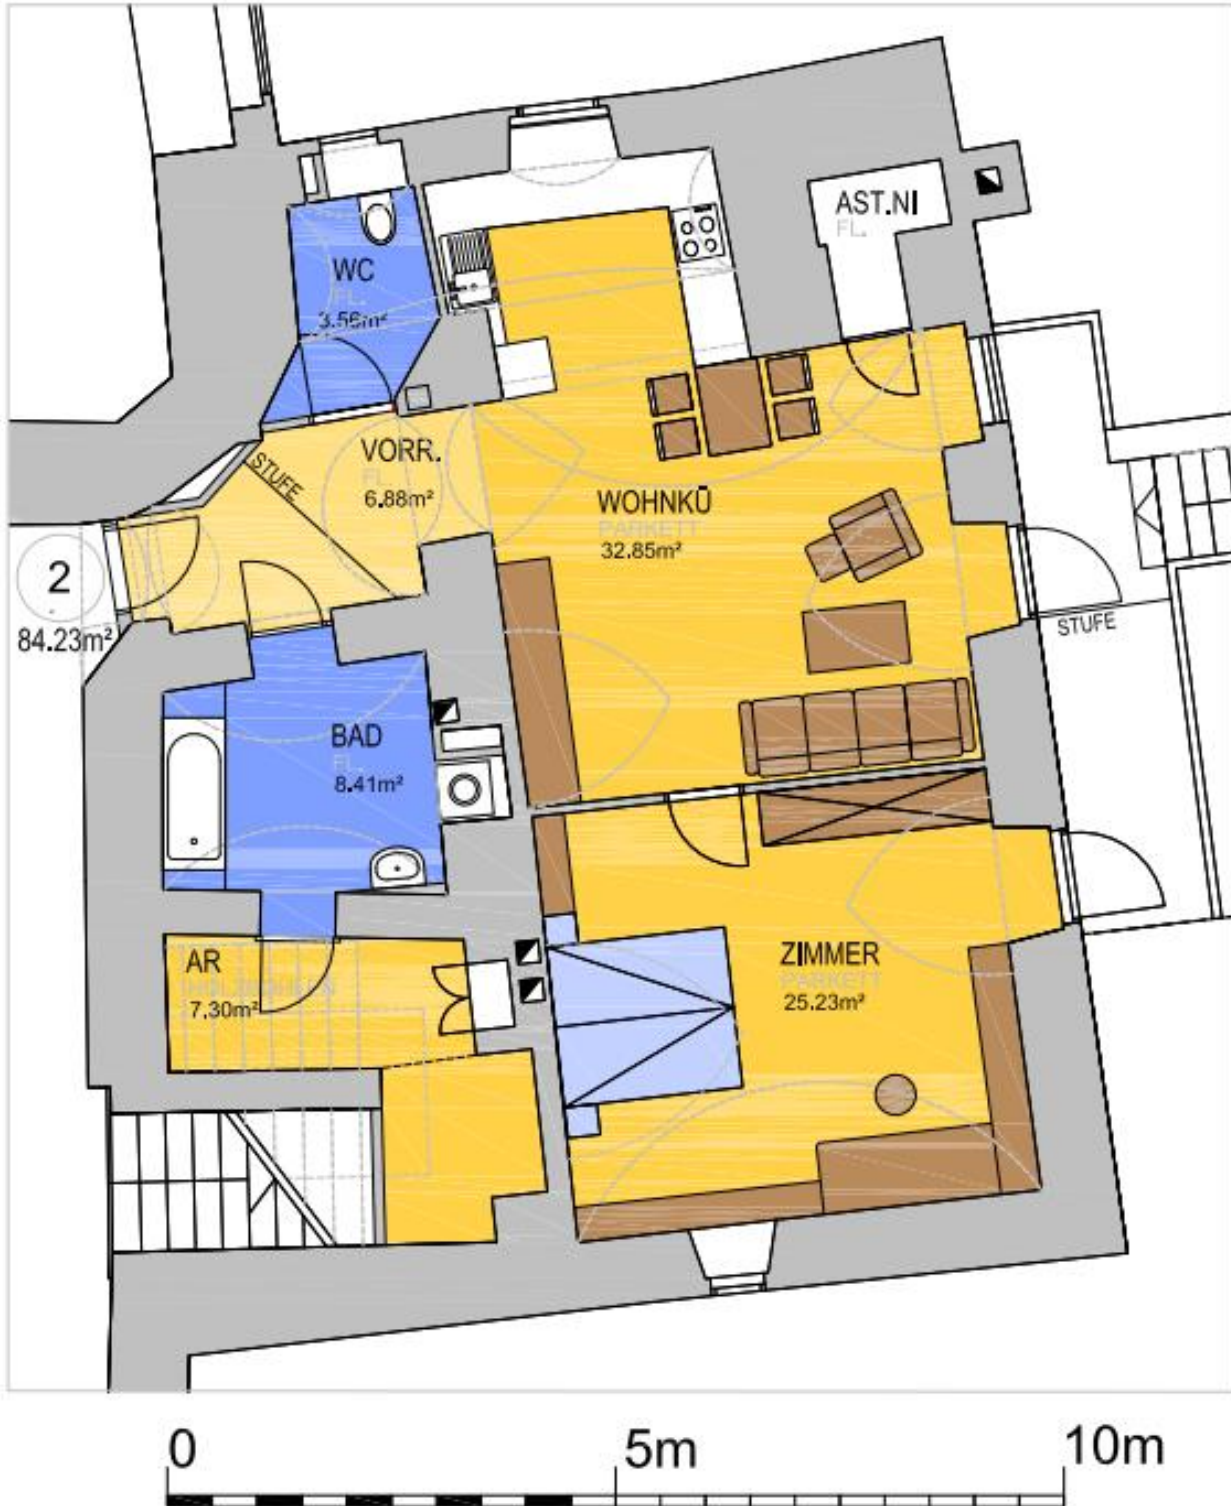 AST.NI
FL.
WC
FL.
3.56m²
VORR.
FL.
6.88m²
STUFE
WOHNKÜ
PARKETT
32.85m²
2
84.23m²
STUFE
BAD
FL.
8.41m²
AR
7.30m²
ZIMMER
PARKETT
25.23m²
0
5m
10m